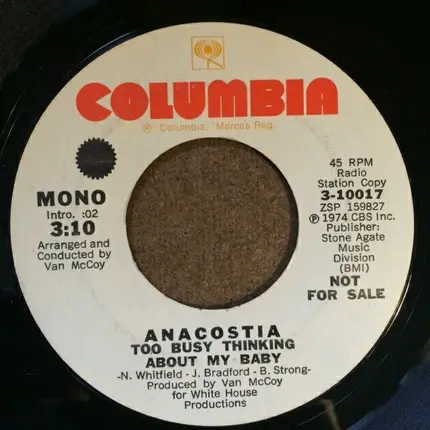 COLUMBIA
® Columbia, Marcas Reg.
MONO
Intro. :02
3:10
Arranged and
Conducted by
Van McCoy
45 RPM
Radio
Station Copy
3-10017
ZSP 159827
℗ 1974 CBS Inc.
Publisher:
Stone Agate
Music
Division
(BMI)
NOT
FOR SALE
ANACOSTIA
TOO BUSY THINKING
ABOUT MY BABY
-N. Whitfield - J. Bradford - B. Strong-
Produced by Van McCoy
for White House
Productions